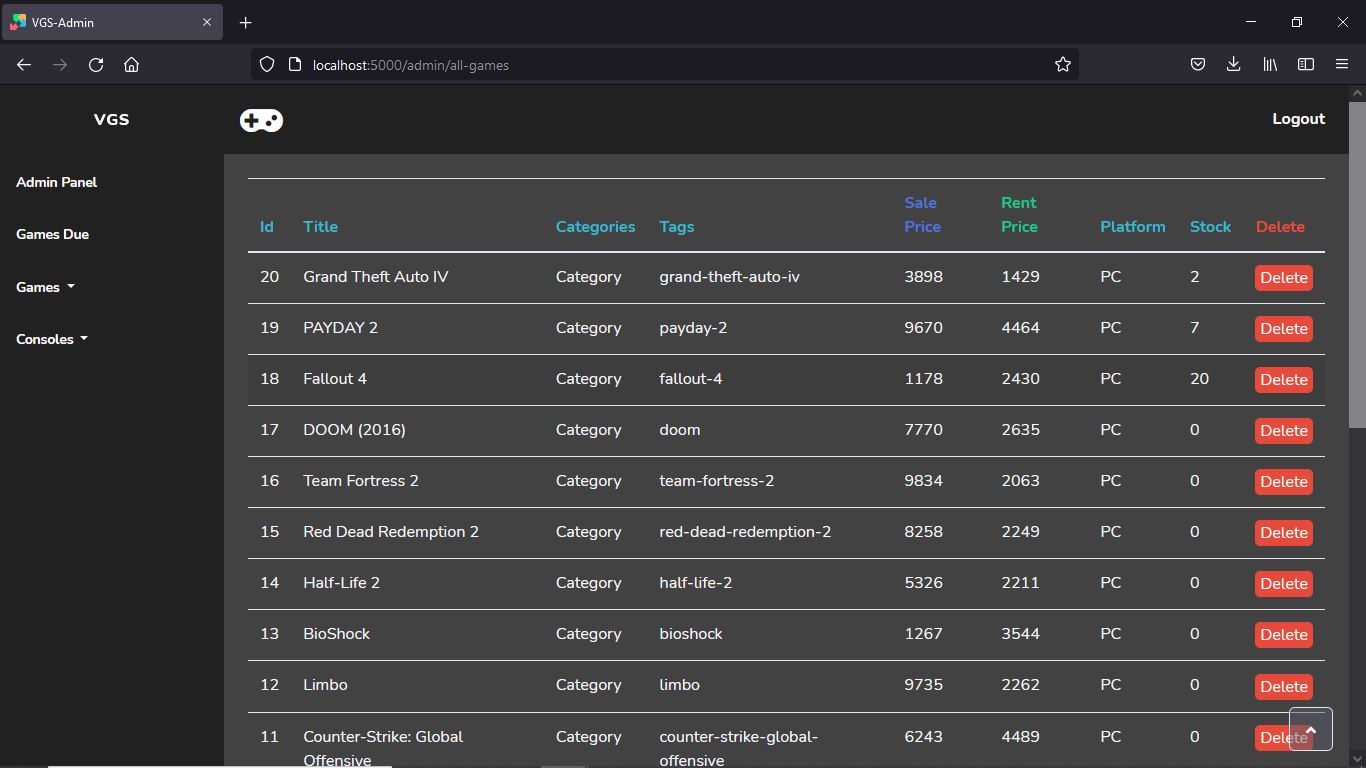 VGS-Admin
localhost:5000/admin/all-games
VGS
Logout
Admin Panel
Games Due
Games
Consoles
Id Title Categories Tags Sale Price Rent Price Platform Stock Delete
20 Grand Theft Auto IV Category grand-theft-auto-iv 3898 1429 PC 2 Delete
19 PAYDAY 2 Category payday-2 9670 4464 PC 7 Delete
18 Fallout 4 Category fallout-4 1178 2430 PC 20 Delete
17 DOOM (2016) Category doom 7770 2635 PC 0 Delete
16 Team Fortress 2 Category team-fortress-2 9834 2063 PC 0 Delete
15 Red Dead Redemption 2 Category red-dead-redemption-2 8258 2249 PC 0 Delete
14 Half-Life 2 Category half-life-2 5326 2211 PC 0 Delete
13 BioShock Category bioshock 1267 3544 PC 0 Delete
12 Limbo Category limbo 9735 2262 PC 0 Delete
11 Counter-Strike: Global Category counter-strike-global- 6243 4489 PC 0 Delete
Offensive offensive